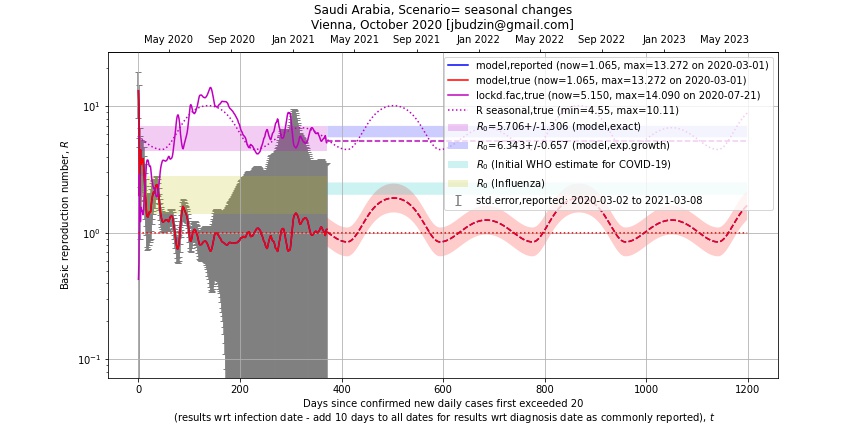 Saudi Arabia, Scenario= seasonal changes
Vienna, October 2020 [jbudzin@gmail.com]
May 2020 Sep 2020 Jan 2021 May 2021 Sep 2021 Jan 2022 May 2022 Sep 2022 Jan 2023 May 2023
model,reported (now=1.065, max=13.272 on 2020-03-01)
model,true (now=1.065, max=13.272 on 2020-03-01)
lockd.fac,true (now=5.150, max=14.090 on 2020-07-21)
R seasonal,true (min=4.55, max=10.11)
R₀=5.706+/-1.306 (model,exact)
R₀=6.343+/-0.657 (model,exp.growth)
R₀ (Initial WHO estimate for COVID-19)
R₀ (Influenza)
std.error,reported: 2020-03-02 to 2021-03-08
Basic reproduction number, R
10¹
10⁰
10⁻¹
0 200 400 600 800 1000 1200
Days since confirmed new daily cases first exceeded 20
(results wrt infection date - add 10 days to all dates for results wrt diagnosis date as commonly reported), t